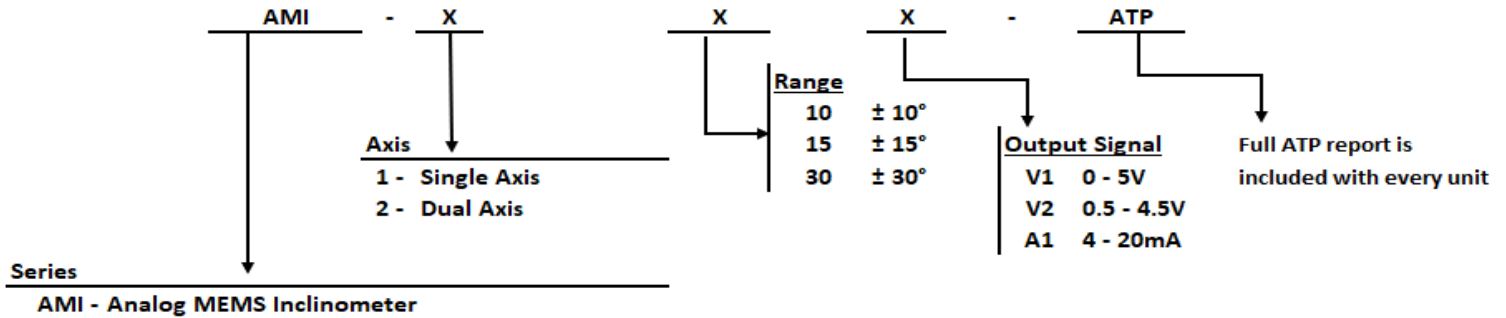 AMI - X X X - ATP
Range
10 ± 10°
15 ± 15°
30 ± 30°
Output Signal
V1 0 - 5V
V2 0.5 - 4.5V
A1 4 - 20mA
Full ATP report is
included with every unit
Axis
1 - Single Axis
2 - Dual Axis
Series
AMI - Analog MEMS Inclinometer